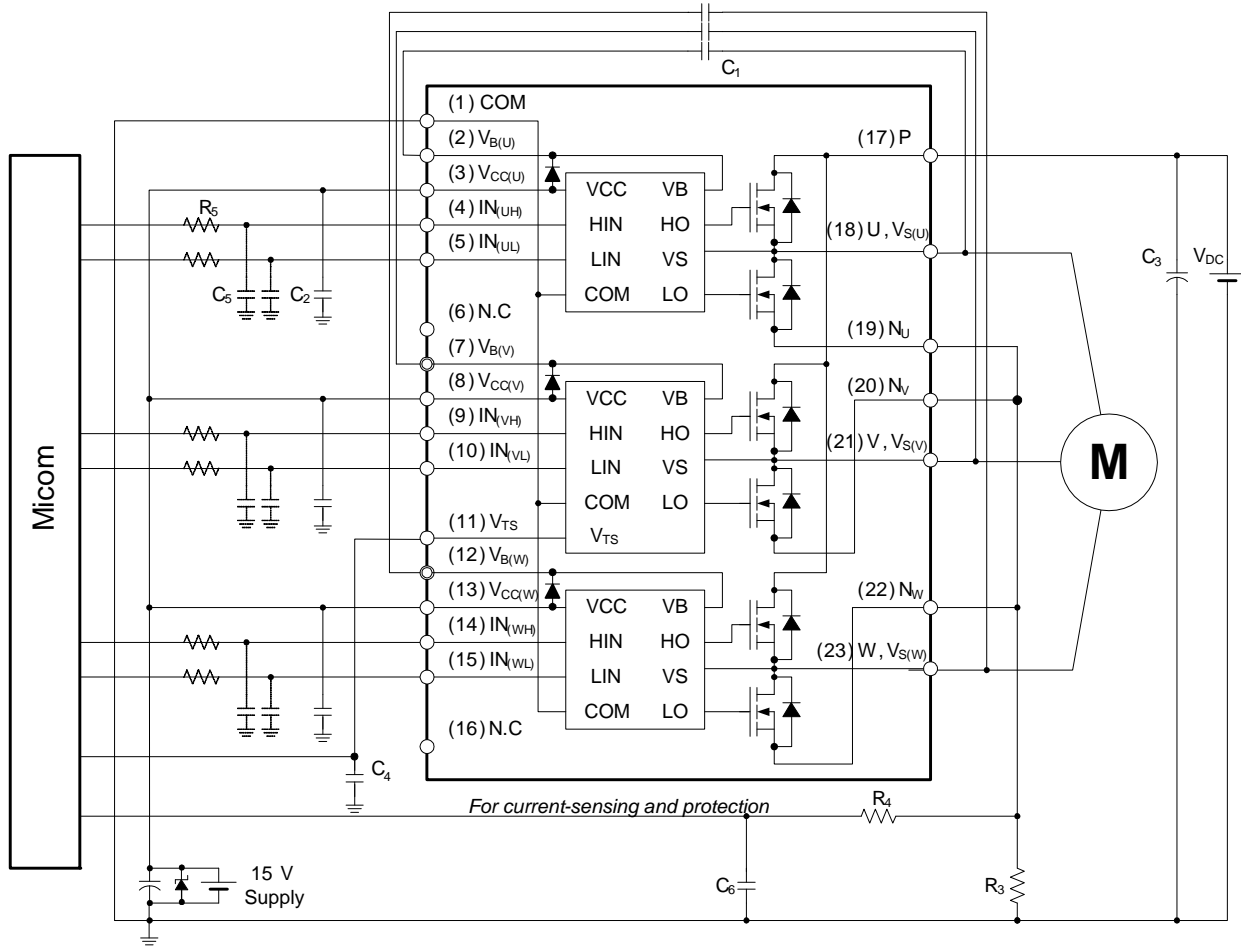 C1
(1) COM
(2) VB(U)
(3) VCC(U)
(4) IN(UH)
(5) IN(UL)
(6) N.C
(7) VB(V)
(8) VCC(V)
(9) IN(VH)
(10) IN(VL)
(11) VTS
(12) VB(W)
(13) VCC(W)
(14) IN(WH)
(15) IN(WL)
(16) N.C
VCC VB
HIN HO
LIN VS
COM LO
VCC VB
HIN HO
LIN VS
COM LO
VTS
VCC VB
HIN HO
LIN VS
COM LO
(17) P
(18) U, VS(U)
(19) NU
(20) NV
(21) V, VS(V)
(22) NW
(23) W, VS(W)
Micom
R5
C5
C2
C4
C3
VDC
M
For current-sensing and protection
R4
C6
R3
15 V
Supply